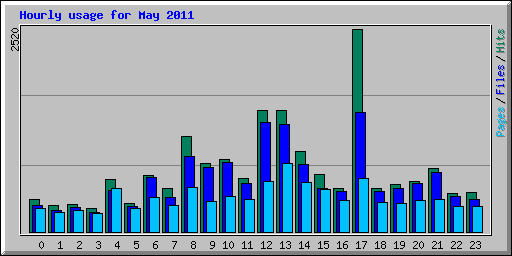 Hourly usage for May 2011
2520
Pages/Files/Hits
0 1 2 3 4 5 6 7 8 9 10 11 12 13 14 15 16 17 18 19 20 21 22 23